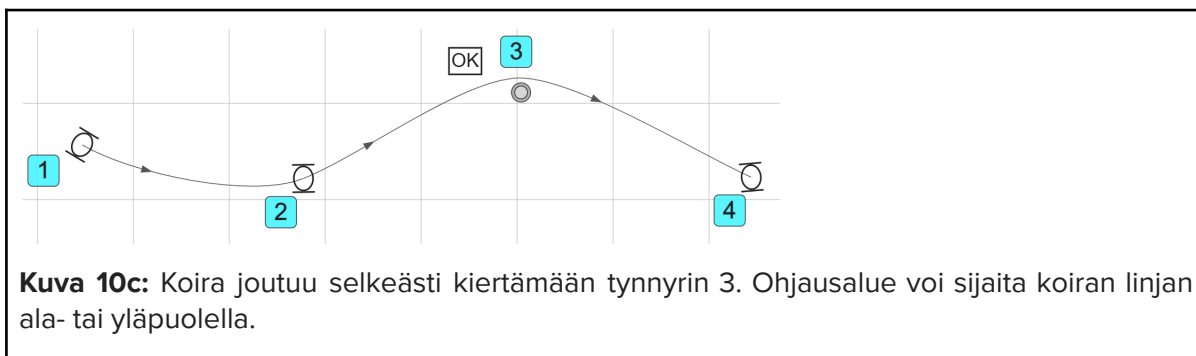 OK
3
1
2
4
Kuva 10c: Koira joutuu selkeästi kiertämään tynnyrin 3. Ohjausalue voi sijaita koiran linjan
ala- tai yläpuolella.